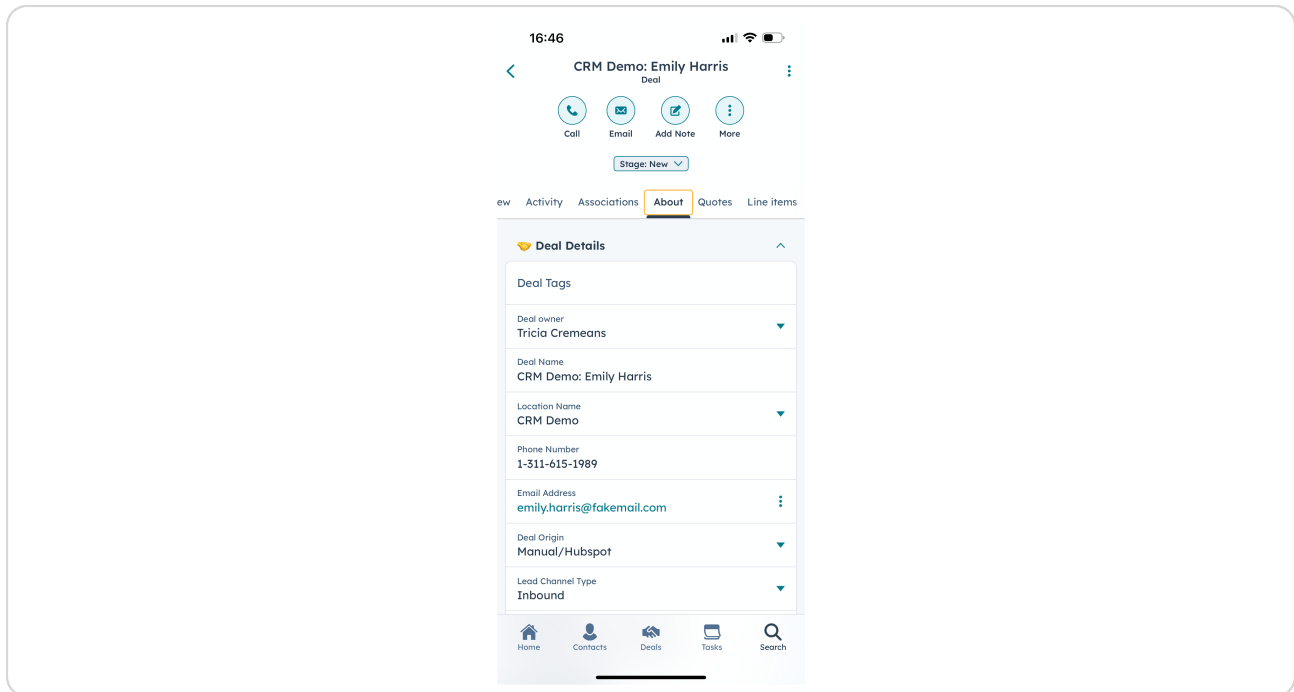 16:46
CRM Demo: Emily Harris
Deal
Call Email Add Note More
Stage: New
ew Activity Associations About Quotes Line items
Deal Details
Deal Tags
Deal owner
Tricia Cremeans
Deal Name
CRM Demo: Emily Harris
Location Name
CRM Demo
Phone Number
1-311-615-1989
Email Address
emily.harris@fakemail.com
Deal Origin
Manual/Hubspot
Lead Channel Type
Inbound
Home Contacts Deals Tasks Search